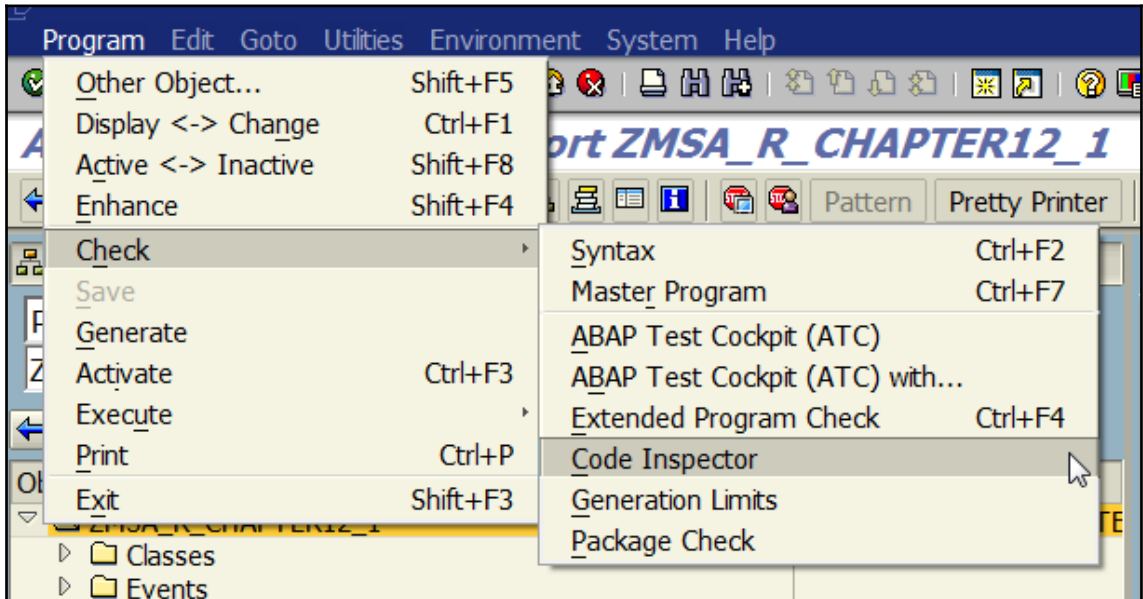 Program Edit Goto Utilities Environment System Help
Other Object... Shift+F5
Display <-> Change Ctrl+F1
Active <-> Inactive Shift+F8
Enhance Shift+F4
Check
Save
Generate
Activate Ctrl+F3
Execute
Print Ctrl+P
Exit Shift+F3
ort ZMSA_R_CHAPTER12_1
Pattern Pretty Printer
Syntax Ctrl+F2
Master Program Ctrl+F7
ABAP Test Cockpit (ATC)
ABAP Test Cockpit (ATC) with...
Extended Program Check Ctrl+F4
Code Inspector
Generation Limits
Package Check
Ob
ZMSA_R_CHAPTER12_1
Classes
Events